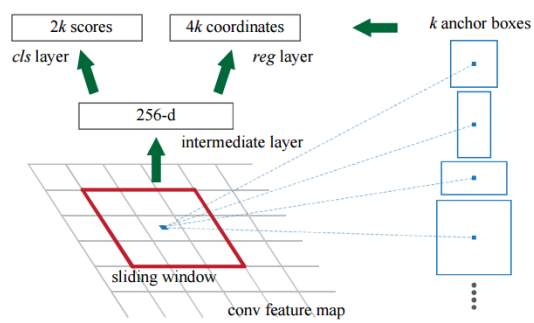 2k scores
4k coordinates
k anchor boxes
cls layer
reg layer
256-d
intermediate layer
sliding window
conv feature map